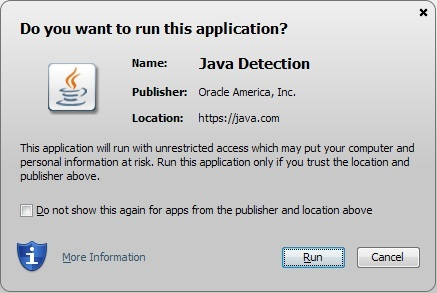 Do you want to run this application?
Name: Java Detection
Publisher: Oracle America, Inc.
Location: https://java.com
This application will run with unrestricted access which may put your computer and
personal information at risk. Run this application only if you trust the location and
publisher above.
Do not show this again for apps from the publisher and location above
More Information Run Cancel